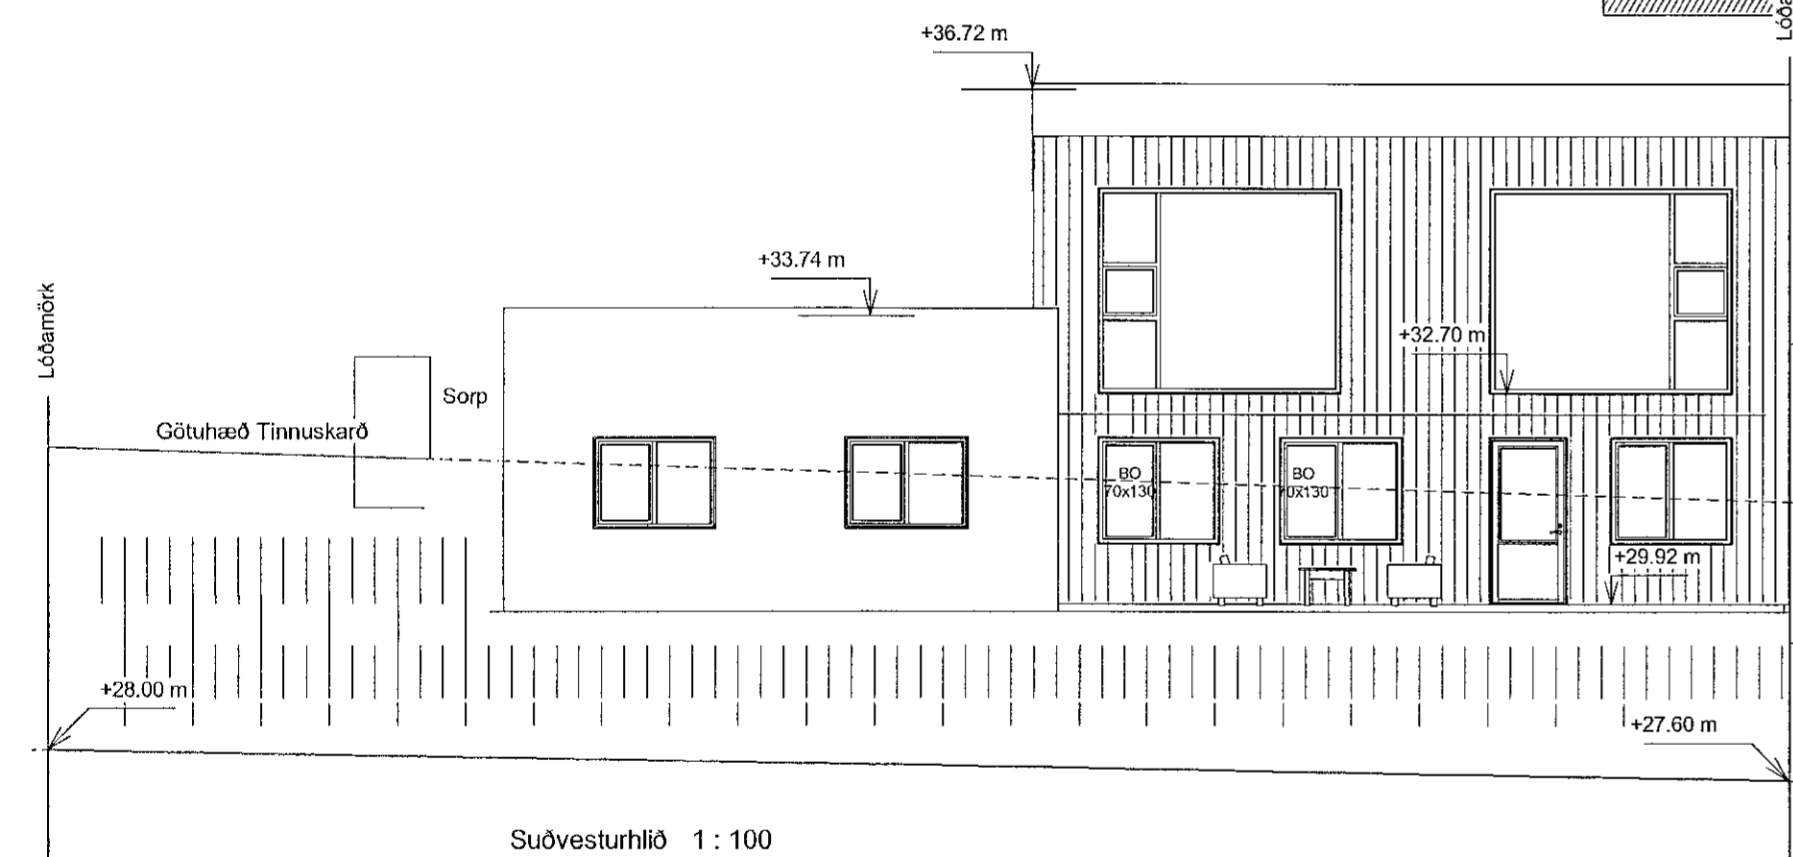 +36.72 m
Lóða
+33.74 m
Lóðamörk
+32.70 m
Sorp
Götuhæð Tinnuskarð
BO
70x130
BO
70x130
+29.92 m
+28.00 m
+27.60 m
Suðvesturhlið 1 : 100